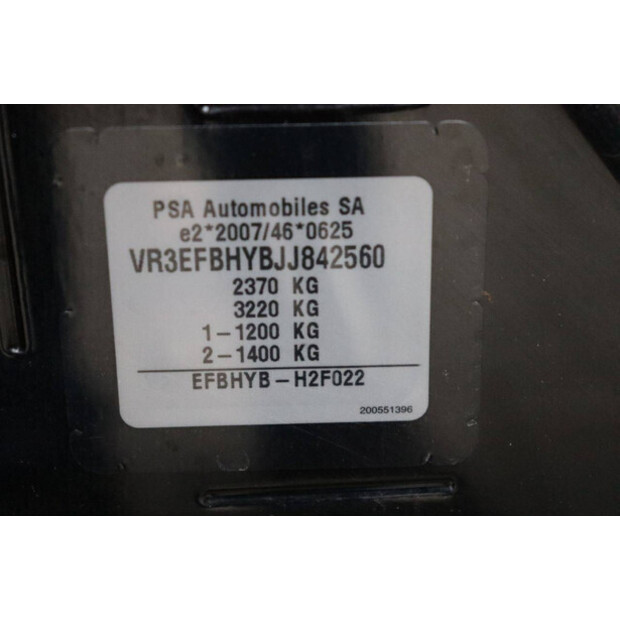 PSA Automobiles SA
e2*2007/46*0625
VR3EFBHYBJJ842560
2370 KG
3220 KG
1-1200 KG
2-1400 KG
EFBHYB-H2F022
200551396